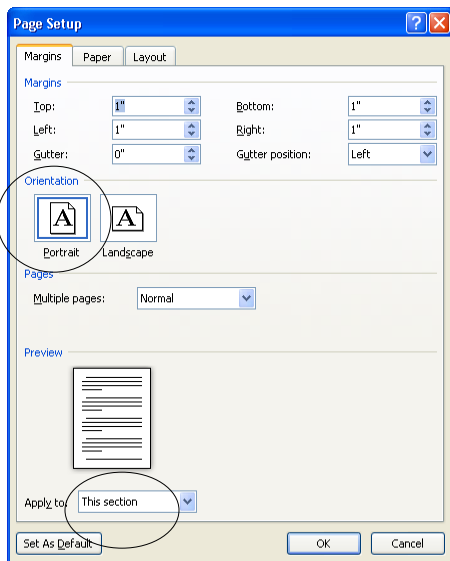 Page Setup
Margins Paper Layout
Margins
Top: 1" Bottom: 1"
Left: 1" Right: 1"
Gutter: 0" Gutter position: Left
Orientation
A A
Portrait Landscape
Pages
Multiple pages: Normal
Preview
Apply to: This section
Set As Default OK Cancel